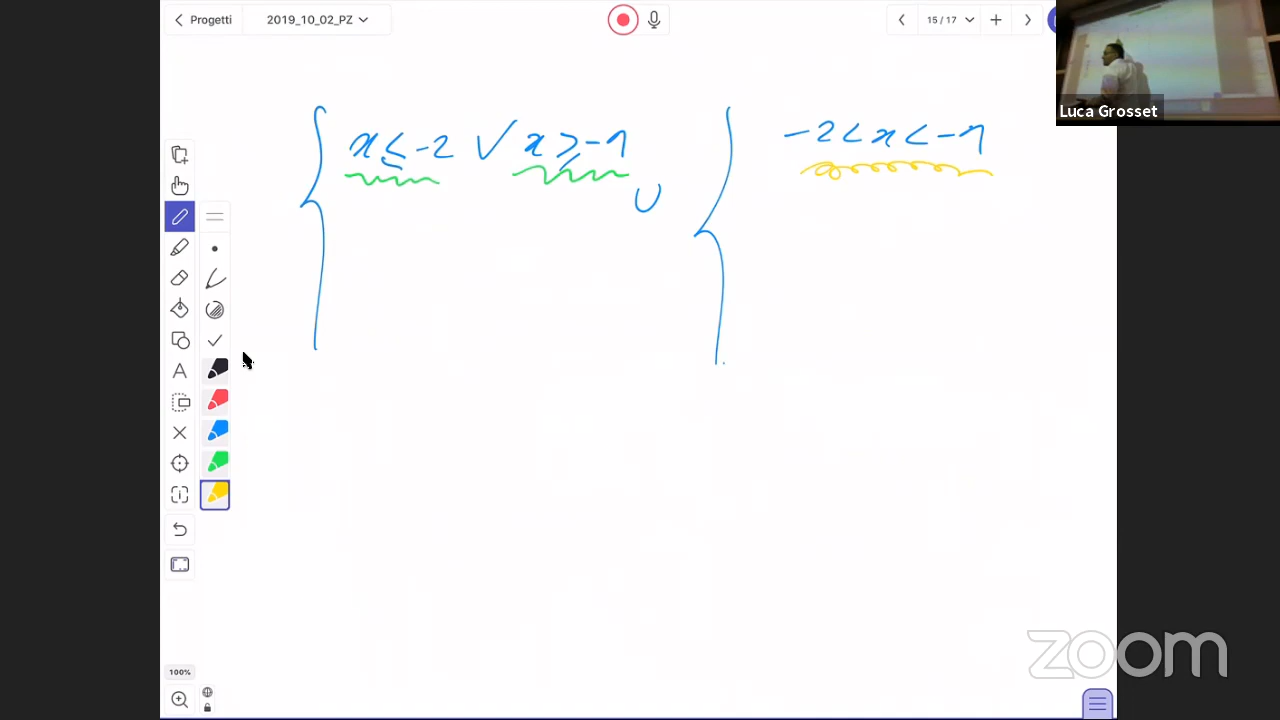 Progetti
2019_10_02_PZ
15 / 17
Luca Grosset
x ≤ -2 ∨ x ≥ -1
∪
-2 < x < -1
A
100%
zoom